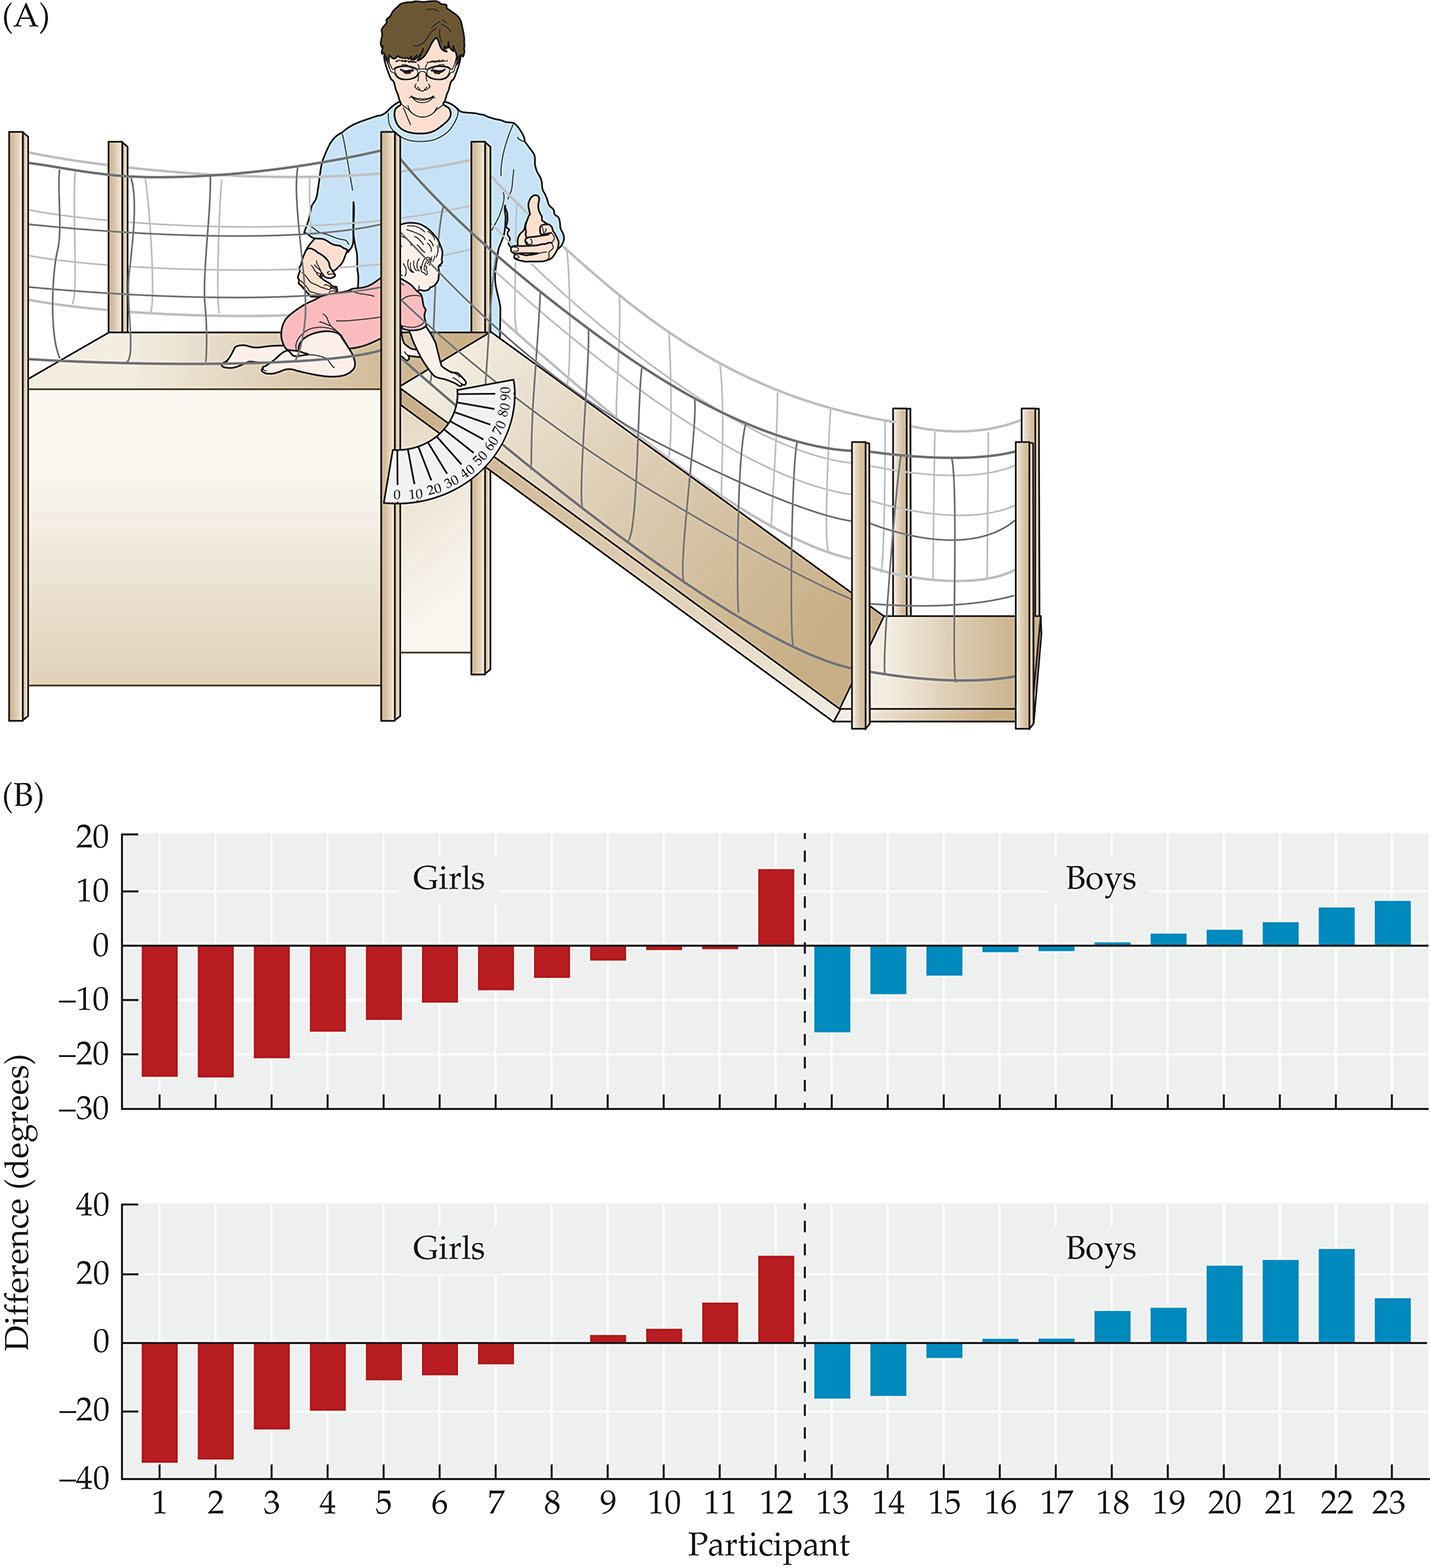 (A)
0 10 20 30 40 50 60 70 80 90
(B)
Difference (degrees)
20
10
0
–10
–20
–30
Girls
Boys
40
20
0
–20
–40
Girls
Boys
1 2 3 4 5 6 7 8 9 10 11 12 13 14 15 16 17 18 19 20 21 22 23
Participant